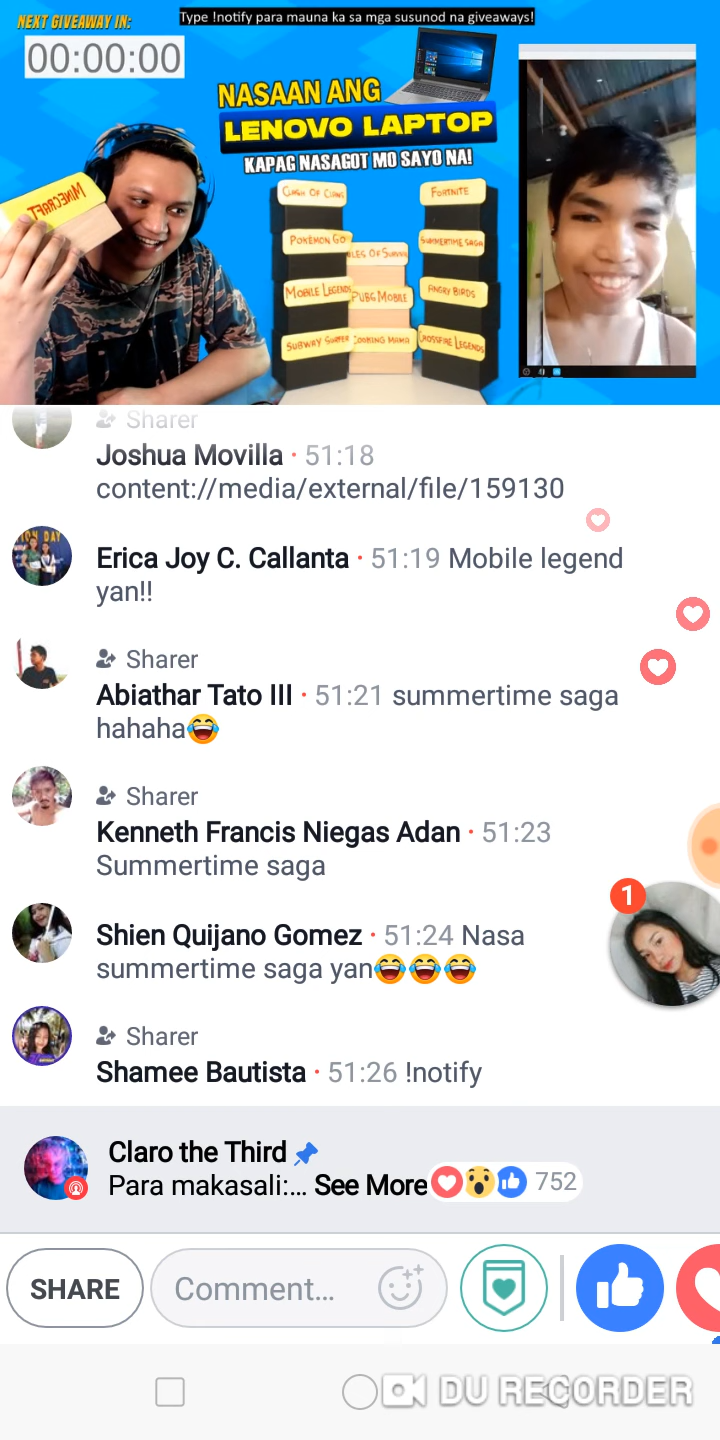 NEXT GIVEAWAY IN:
Type !notify para mauna ka sa mga susunod na giveaways!
00:00:00
NASAAN ANG
LENOVO LAPTOP
KAPAG NASAGOT MO SAYO NA!
MINECRAFT
CLASH OF CLANS
FORTNITE
POKÉMON GO
SUMMERTIME SAGA
MOBILE LEGENDS
PUBG MOBILE
ANGRY BIRDS
SUBWAY SURFER
COOKING MAMA
CROSSFIRE LEGENDS
Sharer
Joshua Movilla · 51:18
content://media/external/file/159130
Erica Joy C. Callanta · 51:19 Mobile legend
yan!!
Sharer
Abiathar Tato III · 51:21 summertime saga
hahaha😂
Sharer
Kenneth Francis Niegas Adan · 51:23
Summertime saga
Shien Quijano Gomez · 51:24 Nasa
summertime saga yan😂😂😂
1
Sharer
Shamee Bautista · 51:26 !notify
Claro the Third
Para makasali:... See More
752
SHARE
Comment...
DU RECORDER